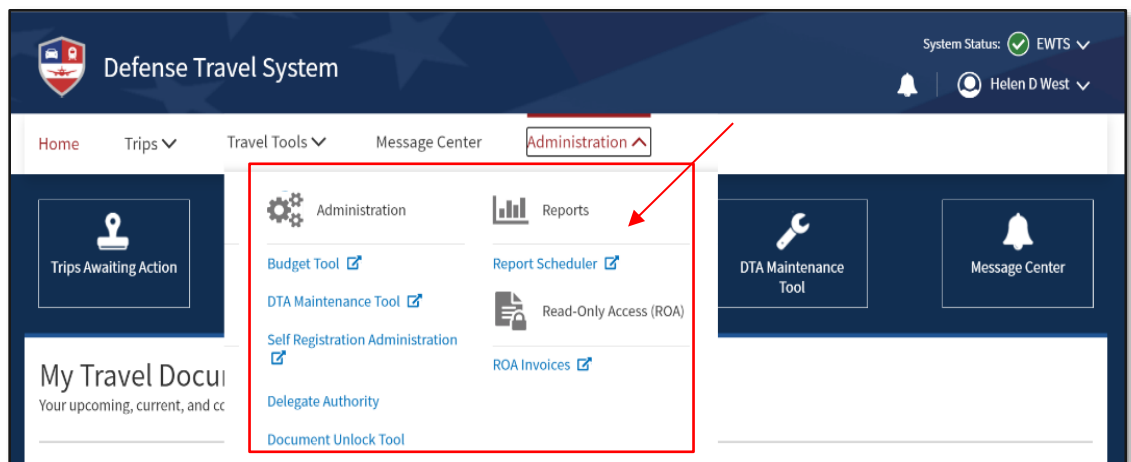 System Status: EWTS
Defense Travel System
Helen D West
Home Trips Travel Tools Message Center Administration
Administration
Reports
Budget Tool
Report Scheduler
DTA Maintenance Tool
Read-Only Access (ROA)
Self Registration Administration
ROA Invoices
Delegate Authority
Document Unlock Tool
Trips Awaiting Action
DTA Maintenance
Tool
Message Center
My Travel
Your upcoming, current, and